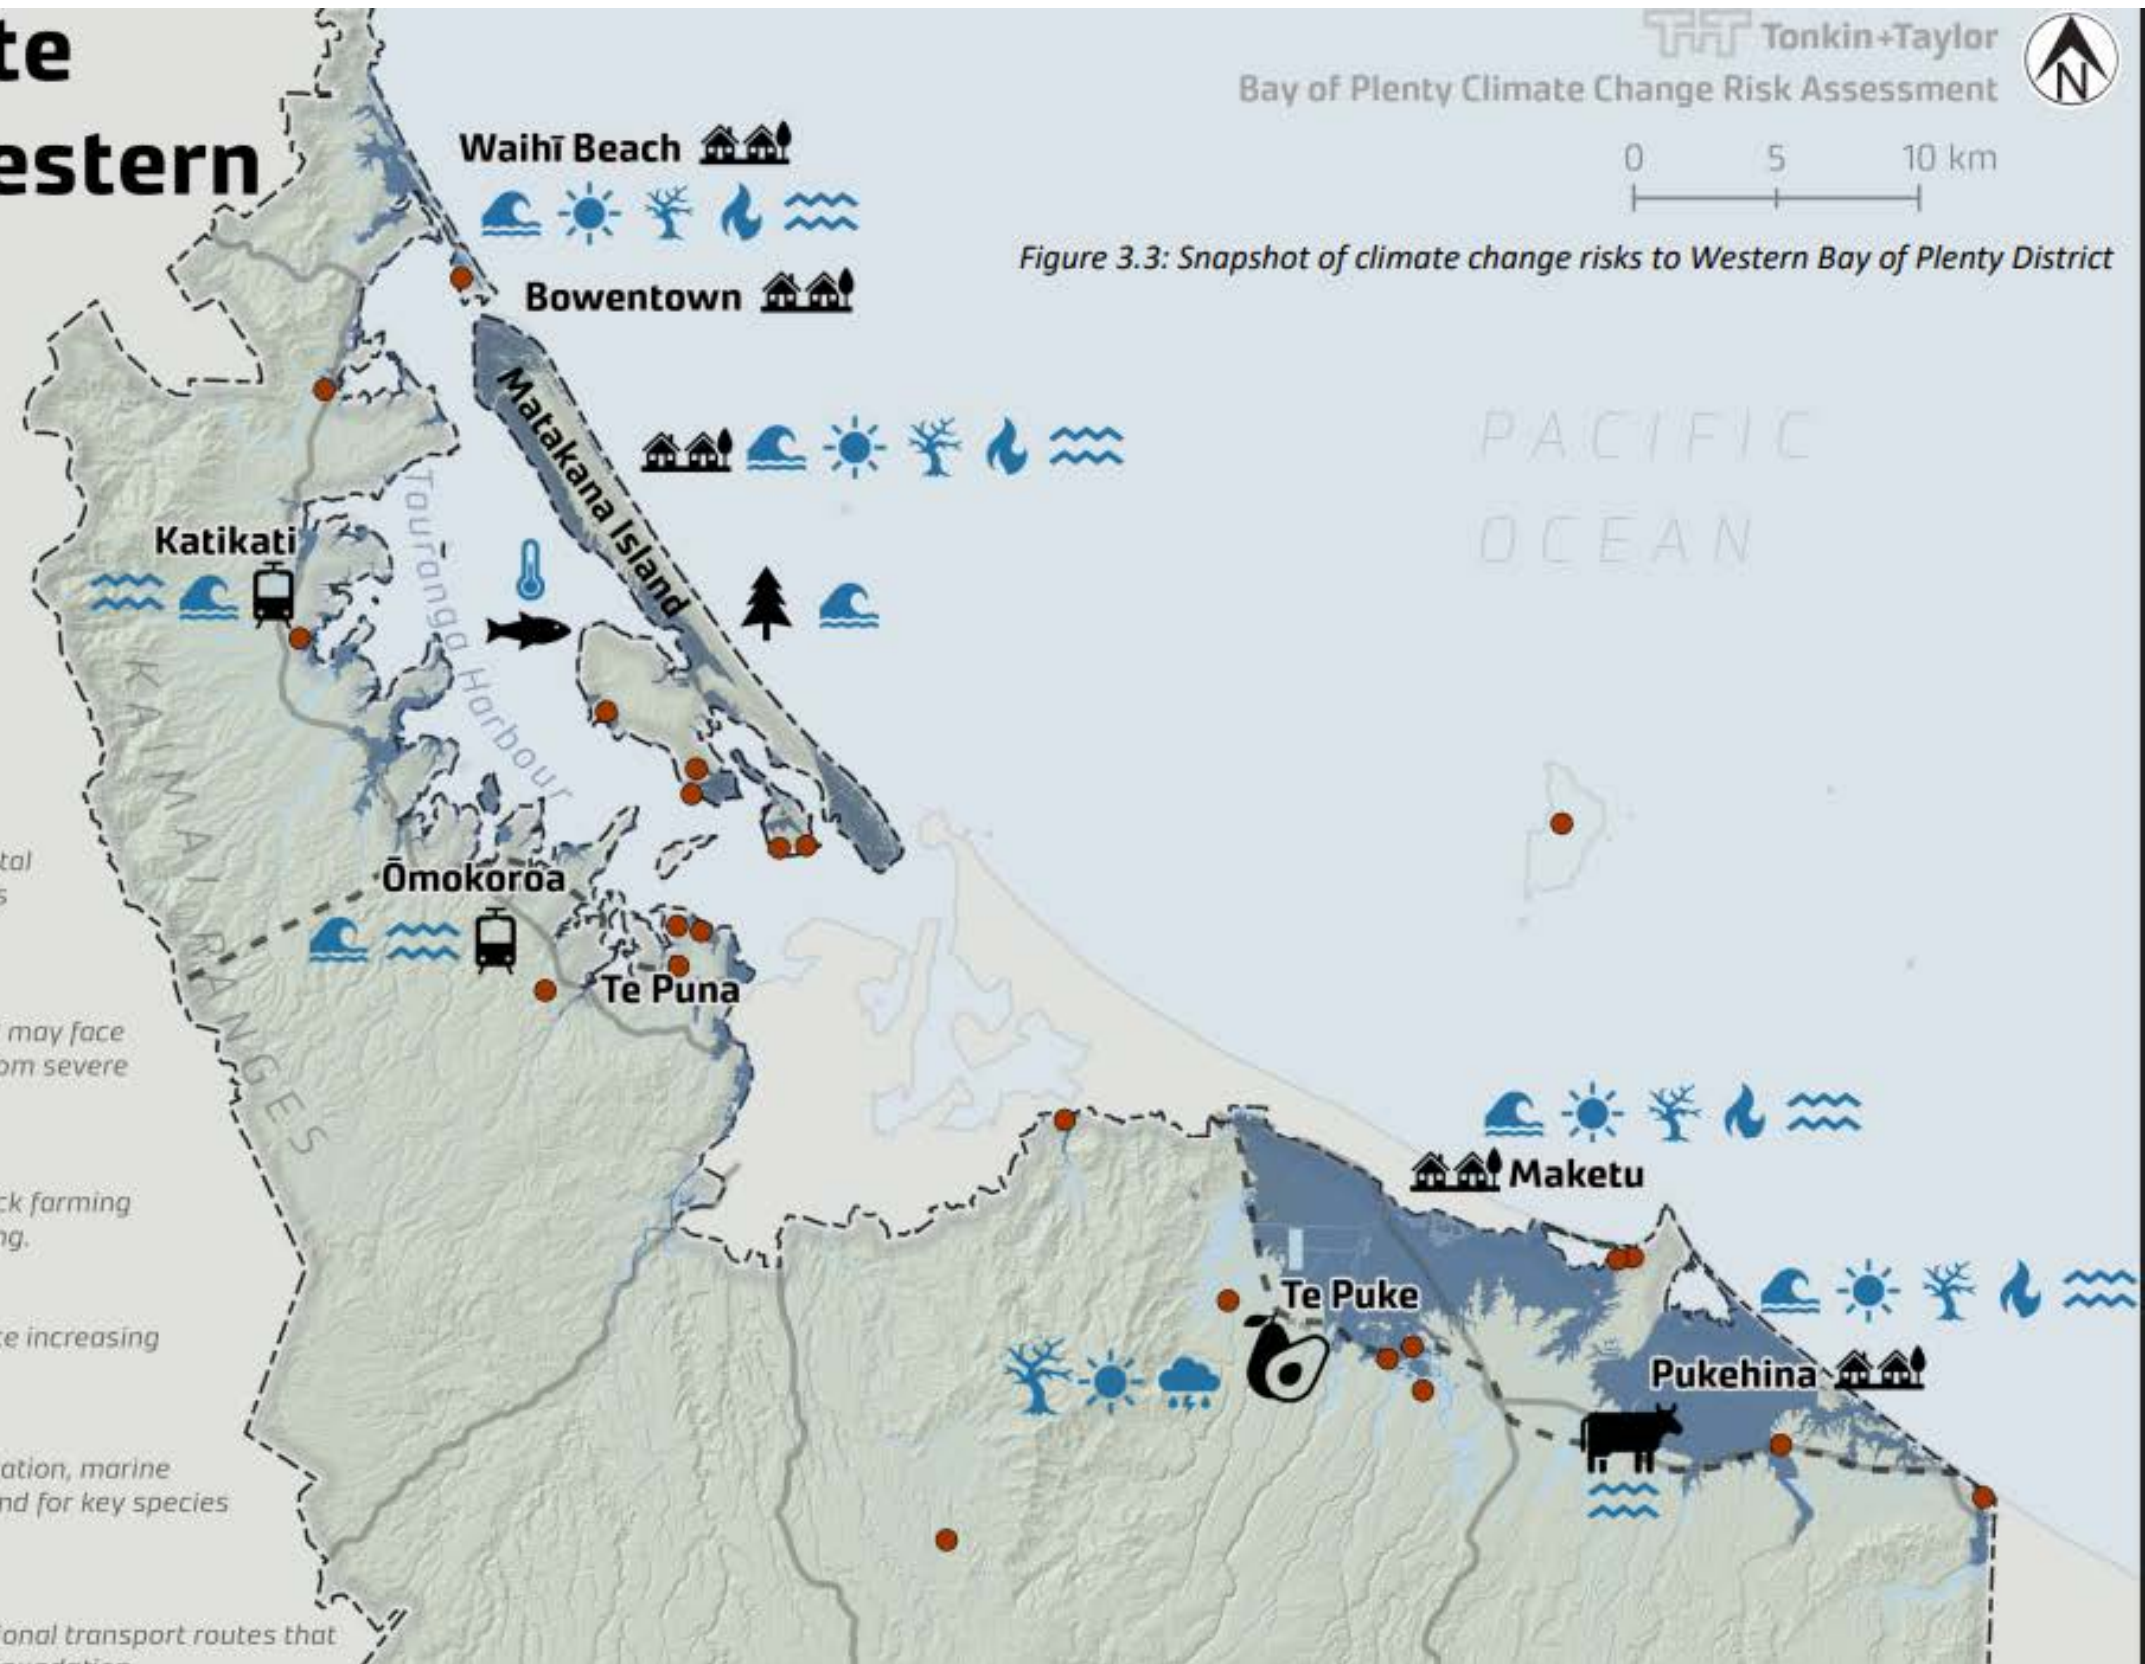 te
estern
Tonkin+Taylor
Bay of Plenty Climate Change Risk Assessment
N
0 5 10 km
Figure 3.3: Snapshot of climate change risks to Western Bay of Plenty District
Waihī Beach
Bowentown
Matakana Island
PACIFIC
OCEAN
Katikati
Tauranga Harbour
KAIMAI RANGES
Ōmokoroa
Te Puna
Maketu
Te Puke
Pukehina
tal
s
may face
om severe
ck farming
ng.
ce increasing
ation, marine
nd for key species
ional transport routes that